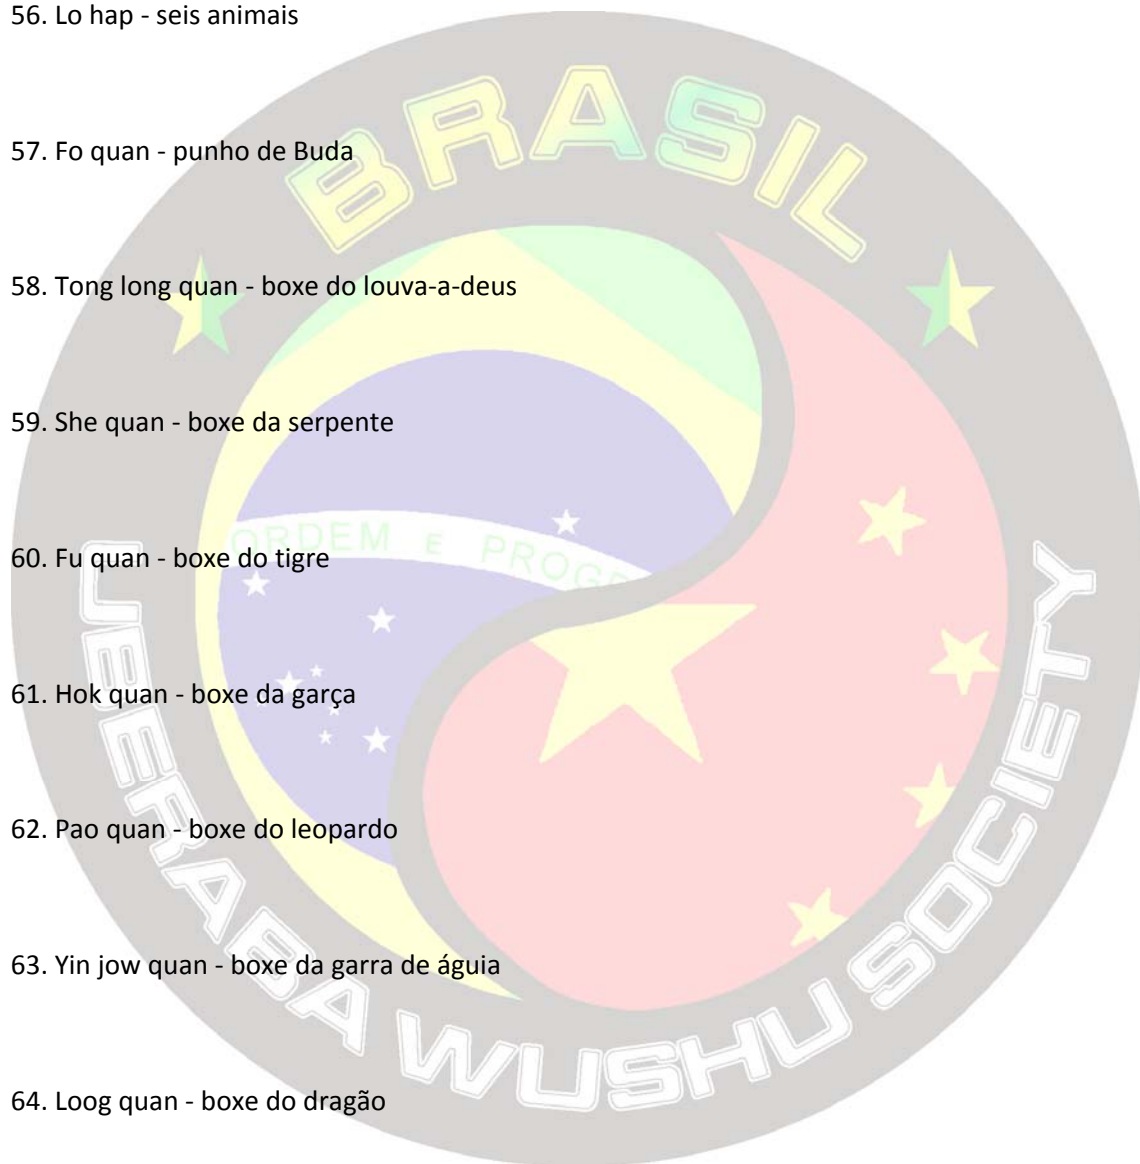 56. Lo hap - seis animais
BRASIL
57. Fo quan - punho de Buda
58. Tong long quan - boxe do louva-a-deus
59. She quan - boxe da serpente
ORDEM E
60. Fu quan - boxe do tigre
61. Hok quan - boxe da garça
62. Pao quan - boxe do leopardo
63. Yin jow quan - boxe da garra de águia
UBERABA WUSHU SOCIETY
64. Loog quan - boxe do dragão